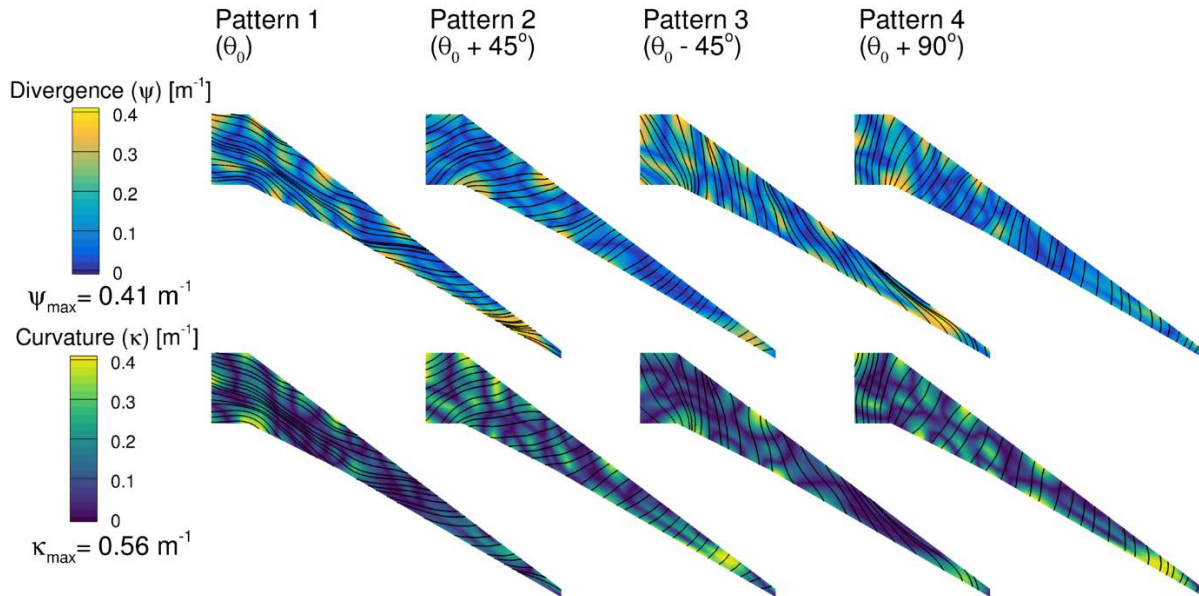 Pattern 1 Pattern 2 Pattern 3 Pattern 4
(θ₀) (θ₀ + 45°) (θ₀ - 45°) (θ₀ + 90°)
Divergence (ψ) [m⁻¹]
0.4
0.3
0.2
0.1
0
ψmax= 0.41 m⁻¹
Curvature (κ) [m⁻¹]
0.4
0.3
0.2
0.1
0
κmax= 0.56 m⁻¹